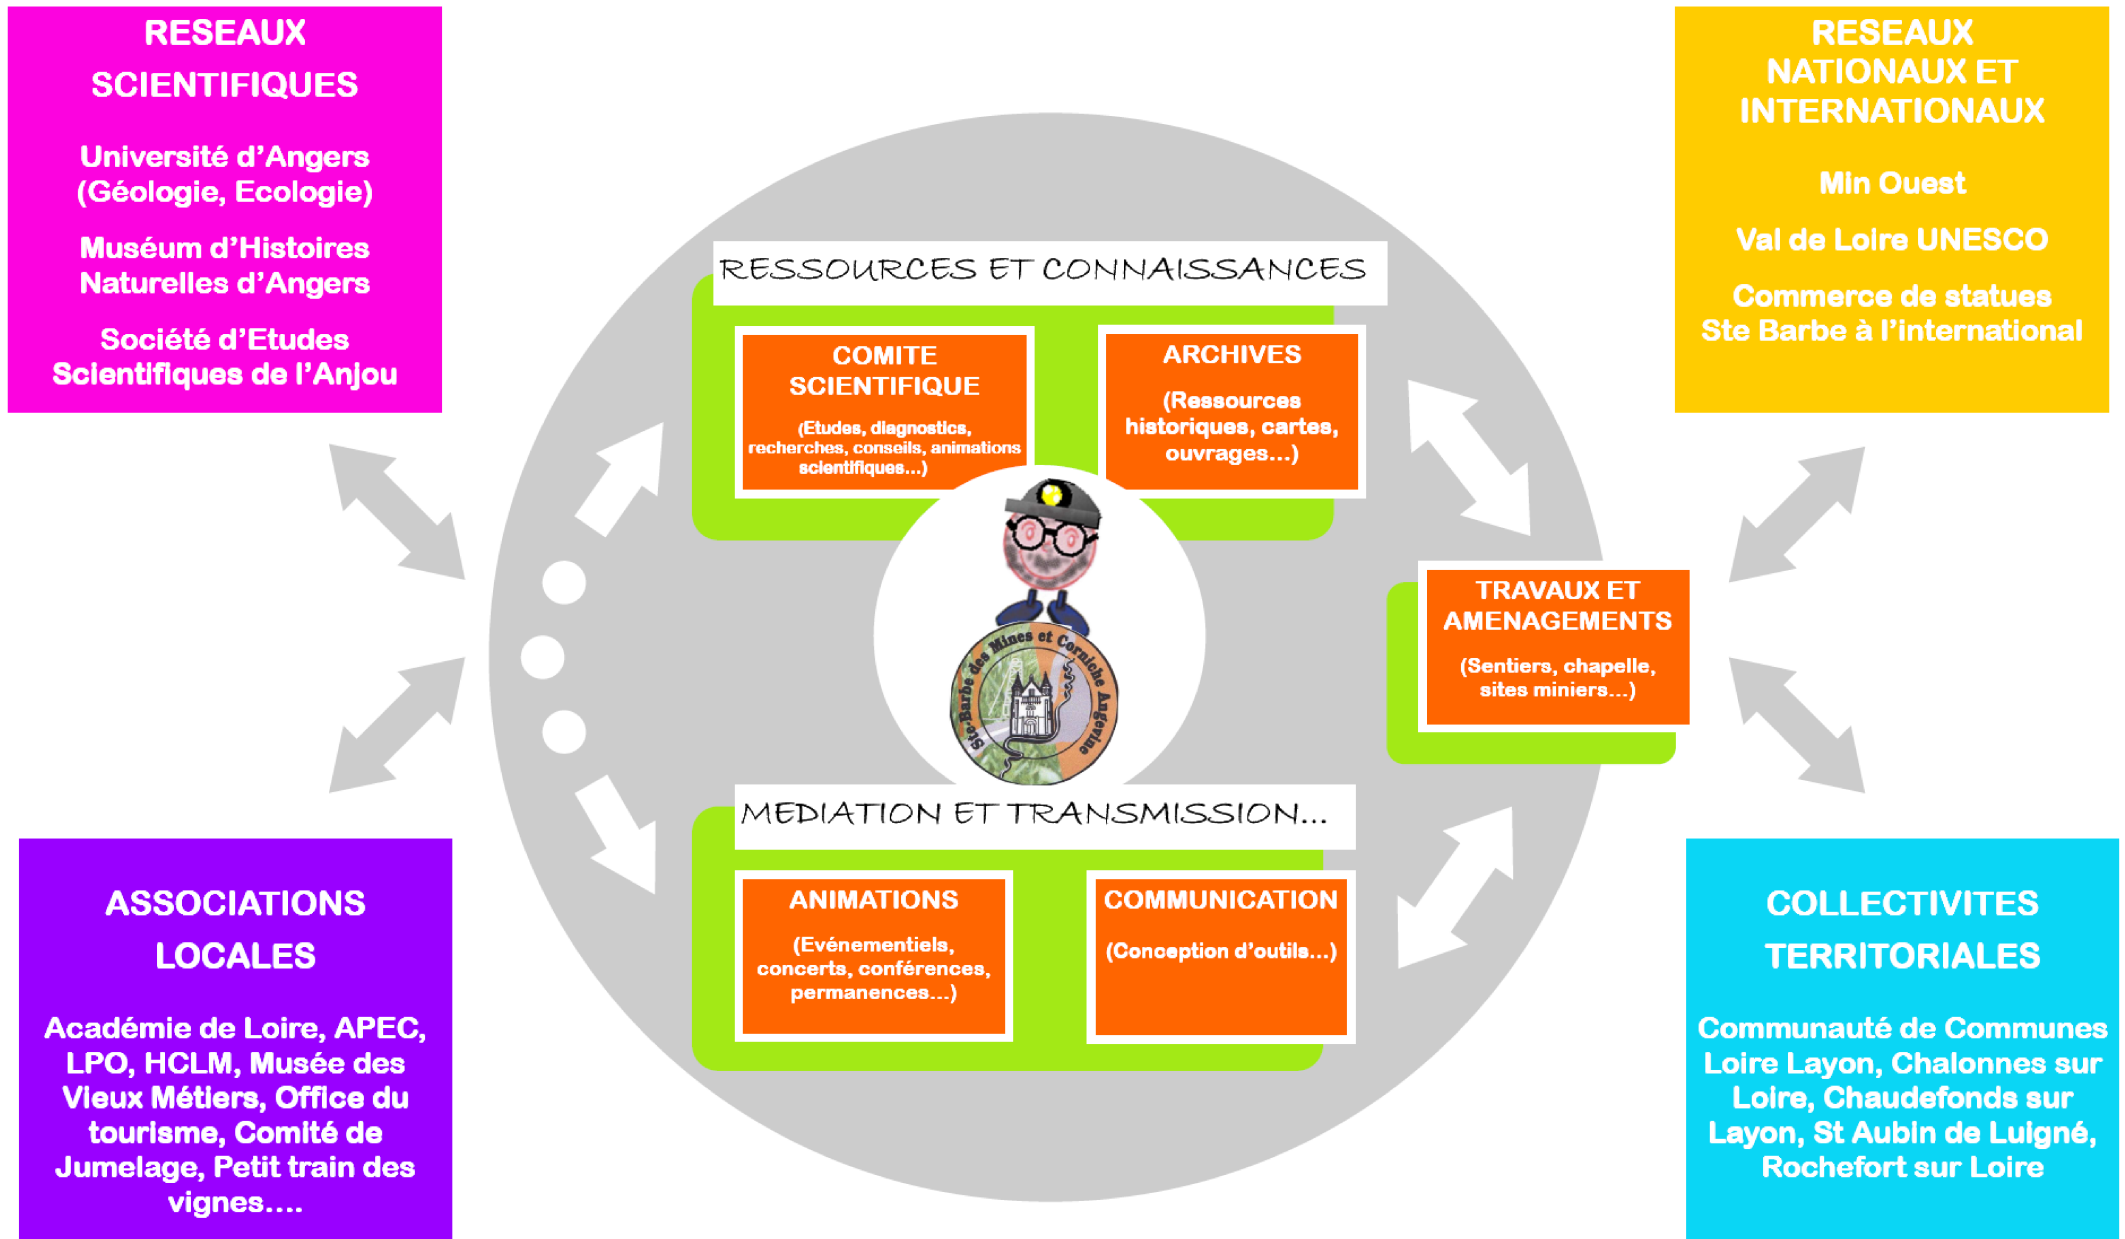 RESEAUX
SCIENTIFIQUES
Université d’Angers
(Géologie, Ecologie)
Muséum d’Histoires
Naturelles d’Angers
Société d’Etudes
Scientifiques de l’Anjou
RESEAUX
NATIONAUX ET
INTERNATIONAUX
Min Ouest
Val de Loire UNESCO
Commerce de statues
Ste Barbe à l’international
RESSOURCES ET CONNAISSANCES
COMITE
SCIENTIFIQUE
(Etudes, diagnostics,
recherches, conseils, animations
scientifiques...)
ARCHIVES
(Ressources
historiques, cartes,
ouvrages...)
TRAVAUX ET
AMENAGEMENTS
(Sentiers, chapelle,
sites miniers...)
Ste-Barbe des Mines et Corniche Angevine
MEDIATION ET TRANSMISSION...
ANIMATIONS
(Evénementiels,
concerts, conférences,
permanences...)
COMMUNICATION
(Conception d’outils...)
ASSOCIATIONS
LOCALES
Académie de Loire, APEC,
LPO, HCLM, Musée des
Vieux Métiers, Office du
tourisme, Comité de
Jumelage, Petit train des
vignes....
COLLECTIVITES
TERRITORIALES
Communauté de Communes
Loire Layon, Chalonnes sur
Loire, Chaudefonds sur
Layon, St Aubin de Luigné,
Rochefort sur Loire